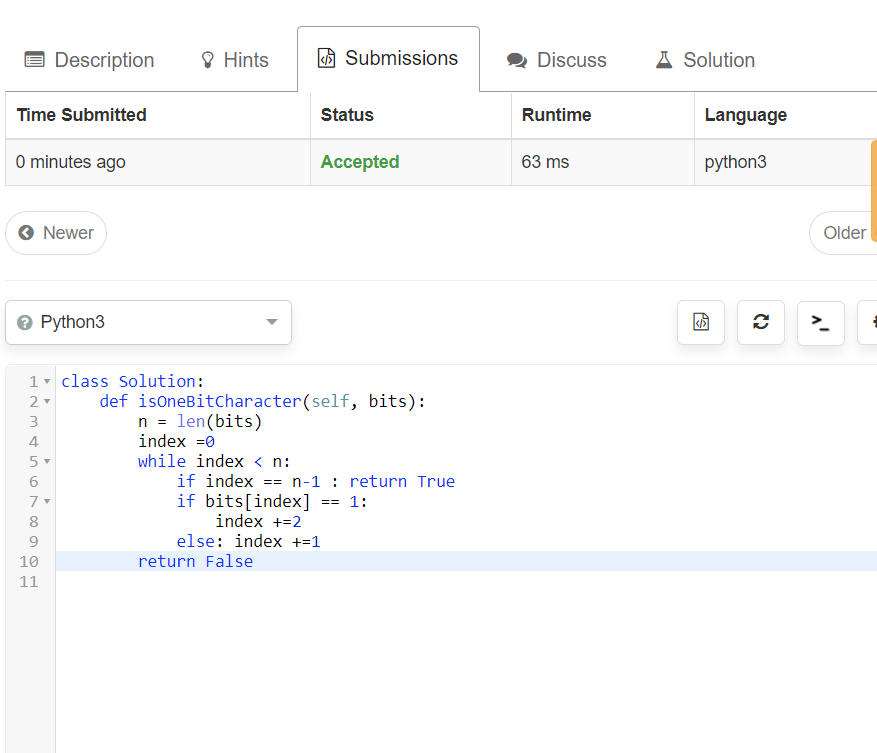 Description Hints Submissions Discuss Solution
Time Submitted Status Runtime Language
0 minutes ago Accepted 63 ms python3
Newer Older
Python3
1 class Solution:
2     def isOneBitCharacter(self, bits):
3         n = len(bits)
4         index =0
5         while index < n:
6             if index == n-1 : return True
7             if bits[index] == 1:
8                 index +=2
9             else: index +=1
10         return False
11